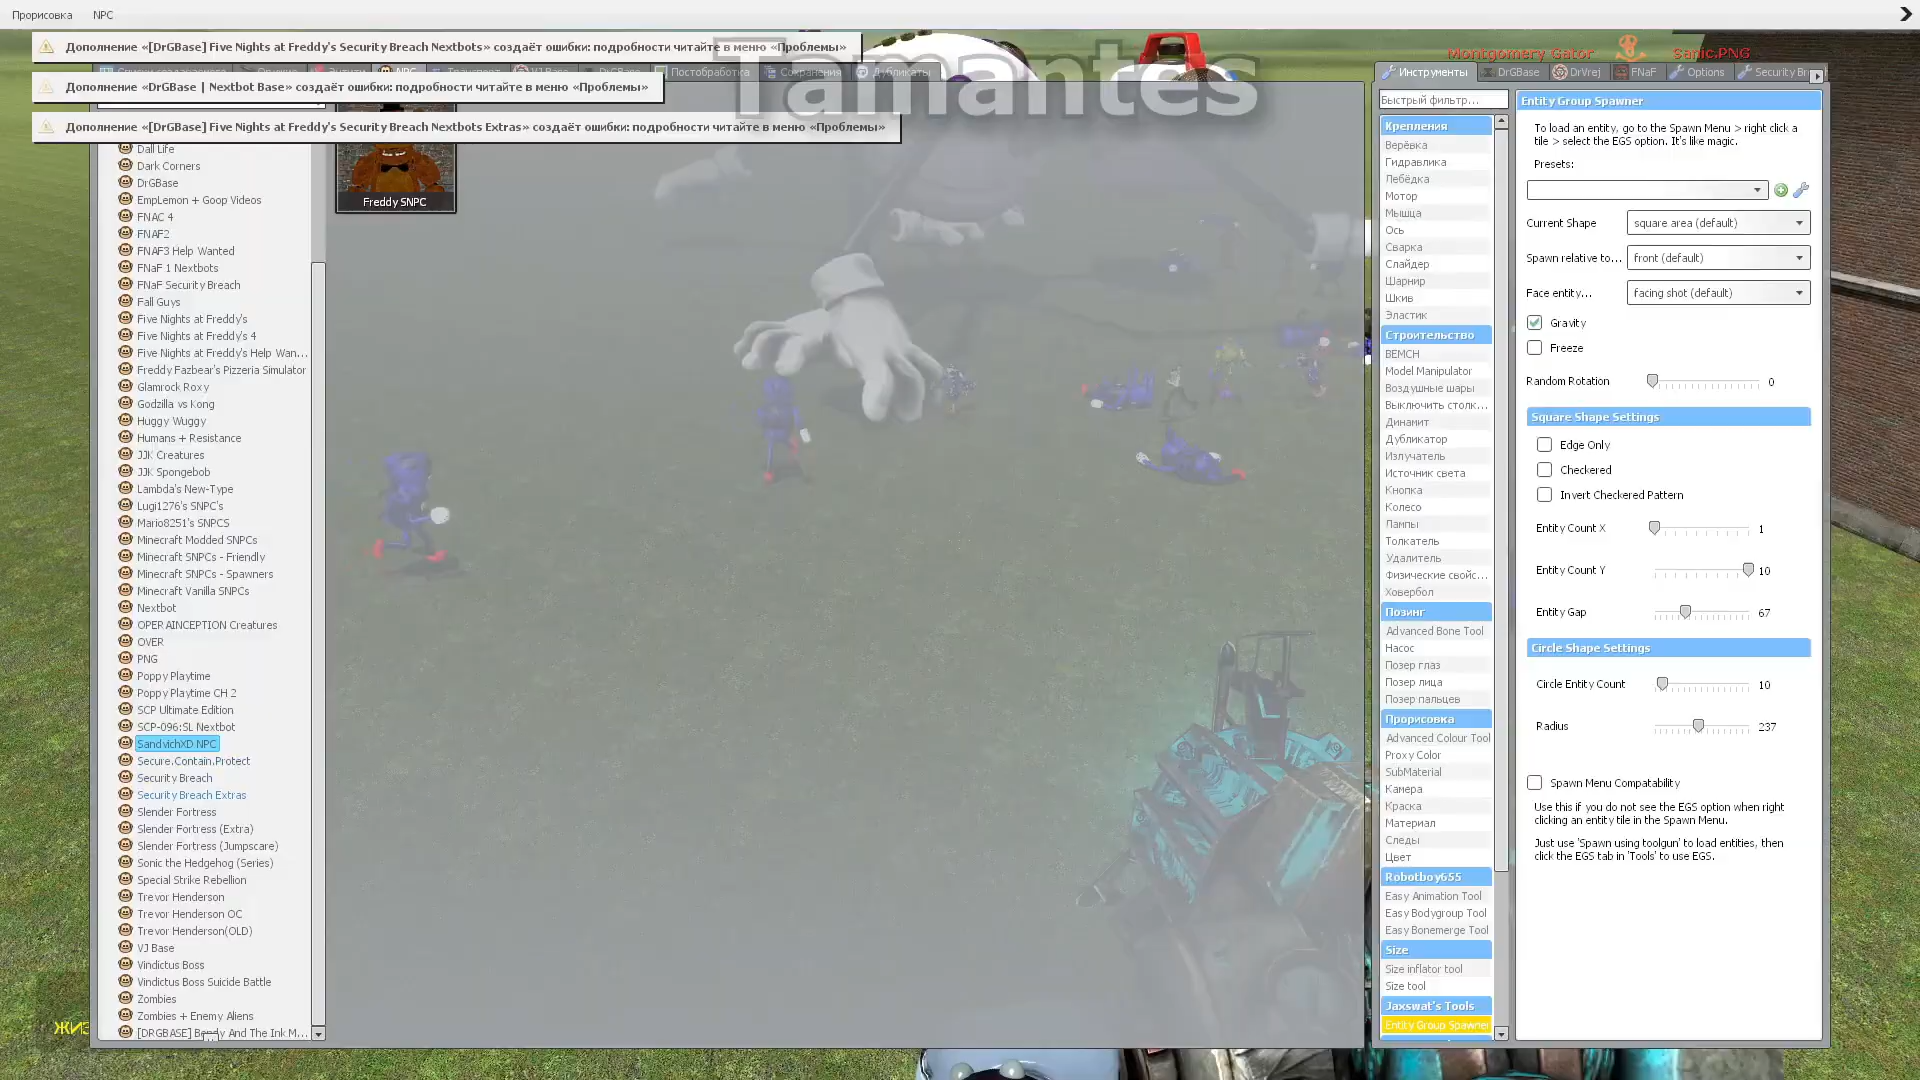 Прорисовка NPC
Дополнение «[DrGBase] Five Nights at Freddy's Security Breach Nextbots» создаёт ошибки: подробности читайте в меню «Проблемы»
Дополнение «DrGBase | Nextbot Base» создаёт ошибки: подробности читайте в меню «Проблемы»
Дополнение «[DrGBase] Five Nights at Freddy's Security Breach Nextbots Extras» создаёт ошибки: подробности читайте в меню «Проблемы»
Tamantes
Montgomery Gator
Sanic.PNG
NPC
Постобработка
Сохранения
Дубликаты
Dall Life
Dark Corners
DrGBase
EmpLemon + Goop Videos
FNAC 4
FNAF2
FNAF3 Help Wanted
FNaF 1 Nextbots
FNaF Security Breach
Fall Guys
Five Nights at Freddy's
Five Nights at Freddy's 4
Five Nights at Freddy's Help Wan...
Freddy Fazbear's Pizzeria Simulator
Glamrock Roxy
Godzilla vs Kong
Huggy Wuggy
Humans + Resistance
JJK Creatures
JJK Spongebob
Lambda's New-Type
Lugi1276's SNPC's
Mario8251's SNPCS
Minecraft Modded SNPCs
Minecraft SNPCs - Friendly
Minecraft SNPCs - Spawners
Minecraft Vanilla SNPCs
Nextbot
OPERAINCEPTION Creatures
OVER
PNG
Poppy Playtime
Poppy Playtime CH 2
SCP Ultimate Edition
SCP-096:SL Nextbot
SandvichXD NPC
Secure.Contain.Protect
Security Breach
Security Breach Extras
Slender Fortress
Slender Fortress (Extra)
Slender Fortress (Jumpscare)
Sonic the Hedgehog (Series)
Special Strike Rebellion
Trevor Henderson
Trevor Henderson OC
Trevor Henderson(OLD)
VJ Base
Vindictus Boss
Vindictus Boss Suicide Battle
Zombies
Zombies + Enemy Aliens
[DRGBASE] Bendy And The Ink M...
Freddy SNPC
Инструменты DrGBase DrVrej FNaF Options Security Br
Быстрый фильтр...
Крепления
Верёвка
Гидравлика
Лебёдка
Мотор
Мышца
Ось
Сварка
Слайдер
Шарнир
Шкив
Эластик
Строительство
BEMCH
Model Manipulator
Воздушные шары
Выключить столк...
Динамит
Дубликатор
Излучатель
Источник света
Кнопка
Колесо
Лампы
Толкатель
Удалитель
Физические свойс...
Ховербол
Позинг
Advanced Bone Tool
Насос
Позер глаз
Позер лица
Позер пальцев
Прорисовка
Advanced Colour Tool
Proxy Color
SubMaterial
Камера
Краска
Материал
Следы
Цвет
Robotboy655
Easy Animation Tool
Easy Bodygroup Tool
Easy Bonemerge Tool
Size
Size inflator tool
Size tool
Jaxswat's Tools
Entity Group Spawner
Entity Group Spawner
To load an entity, go to the Spawn Menu > right click a
tile > select the EGS option. It's like magic.
Presets:
Current Shape square area (default)
Spawn relative to... front (default)
Face entity... facing shot (default)
Gravity
Freeze
Random Rotation 0
Square Shape Settings
Edge Only
Checkered
Invert Checkered Pattern
Entity Count X 1
Entity Count Y 10
Entity Gap 67
Circle Shape Settings
Circle Entity Count 10
Radius 237
Spawn Menu Compatability
Use this if you do not see the EGS option when right
clicking an entity tile in the Spawn Menu.
Just use 'Spawn using toolgun' to load entities, then
click the EGS tab in 'Tools' to use EGS.